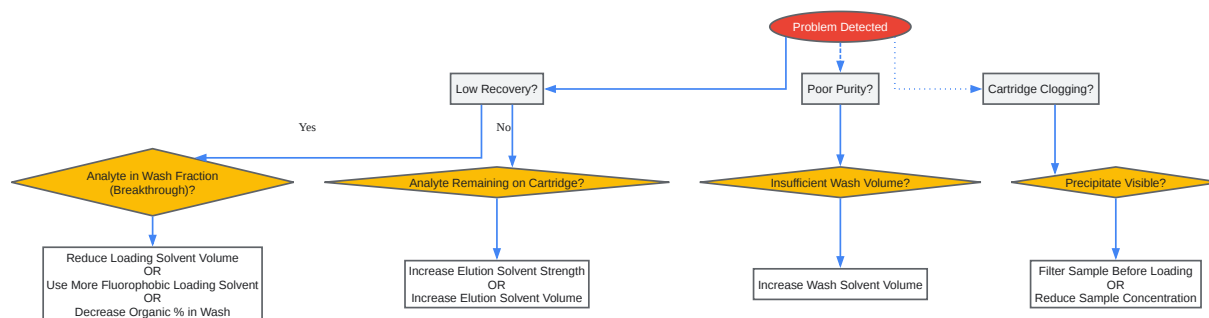 Problem Detected
Low Recovery?
Poor Purity?
Cartridge Clogging?
Yes
No
Analyte in Wash Fraction
(Breakthrough)?
Analyte Remaining on Cartridge?
Insufficient Wash Volume?
Precipitate Visible?
Reduce Loading Solvent Volume
OR
Use More Fluorophobic Loading Solvent
OR
Decrease Organic % in Wash
Increase Elution Solvent Strength
OR
Increase Elution Solvent Volume
Increase Wash Solvent Volume
Filter Sample Before Loading
OR
Reduce Sample Concentration